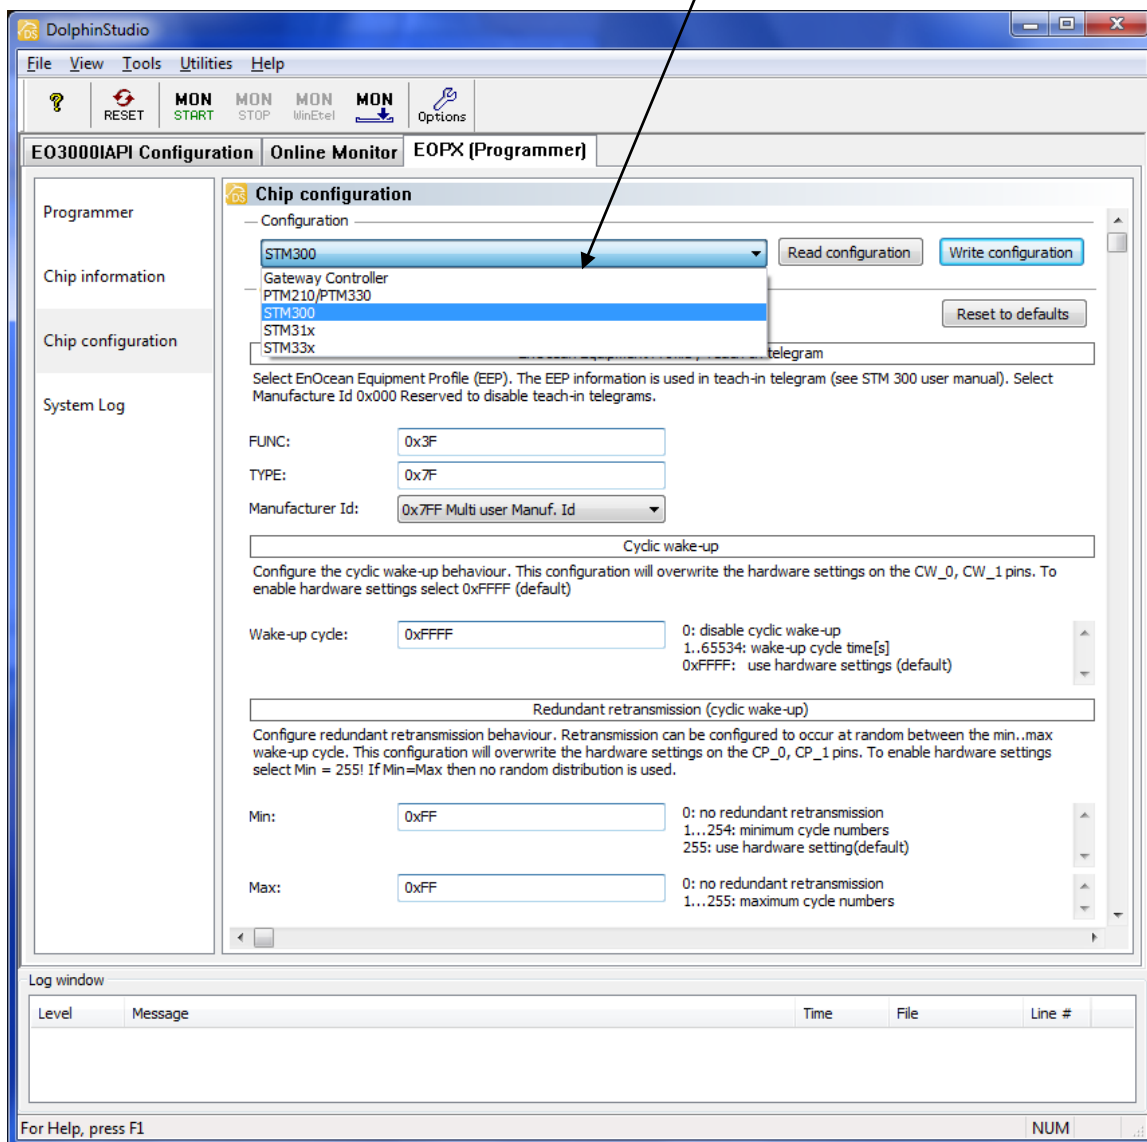 DolphinStudio
File View Tools Utilities Help
? RESET MON START MON STOP MON WinEtel MON Options
EO3000IAPI Configuration Online Monitor EOPX (Programmer)
Programmer
Chip information
Chip configuration
System Log
DS Chip configuration
Configuration
STM300 Read configuration Write configuration
Gateway Controller
PTM210/PTM330
STM300
STM31x
STM33x
Reset to defaults
telegram
Select EnOcean Equipment Profile (EEP). The EEP information is used in teach-in telegram (see STM 300 user manual). Select
Manufacture Id 0x000 Reserved to disable teach-in telegrams.
FUNC: 0x3F
TYPE: 0x7F
Manufacturer Id: 0x7FF Multi user Manuf. Id
Cyclic wake-up
Configure the cyclic wake-up behaviour. This configuration will overwrite the hardware settings on the CW_0, CW_1 pins. To
enable hardware settings select 0xFFFF (default)
Wake-up cycle: 0xFFFF
0: disable cyclic wake-up
1..65534: wake-up cycle time[s]
0xFFFF: use hardware settings (default)
Redundant retransmission (cyclic wake-up)
Configure redundant retransmission behaviour. Retransmission can be configured to occur at random between the min..max
wake-up cycle. This configuration will overwrite the hardware settings on the CP_0, CP_1 pins. To enable hardware settings
select Min = 255! If Min=Max then no random distribution is used.
Min: 0xFF
0: no redundant retransmission
1...254: minimum cycle numbers
255: use hardware setting(default)
Max: 0xFF
0: no redundant retransmission
1...255: maximum cycle numbers
Log window
Level Message Time File Line #
For Help, press F1 NUM